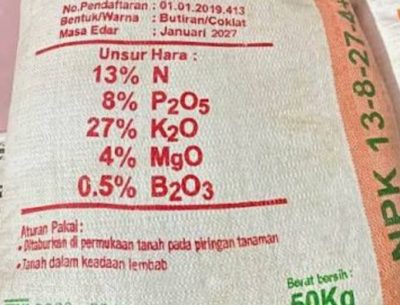 No.Pendaftaran : 01.01.2019.413
Bentuk/Warna : Butiran/Coklat
Masa Edar : Januari 2027
Unsur Hara :
13% N
8% P2O5
27% K2O
4% MgO
0.5% B2O3
Aturan Pakai :
• Ditaburkan di permukaan tanah pada piringan tanaman
• Tanah dalam keadaan lembab
Berat bersih :
50Kg
NPK 13-8-27-4+